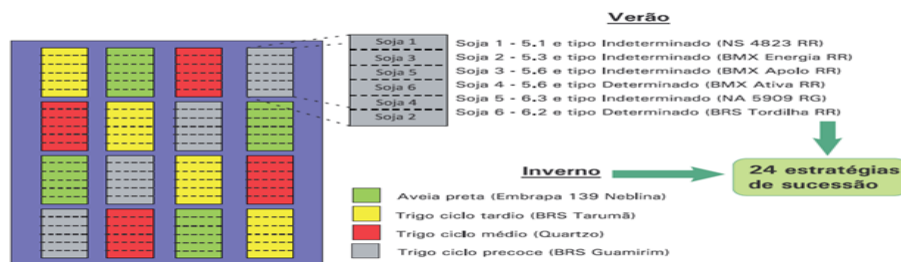 Verão
Soja 1
Soja 3
Soja 5
Soja 6
Soja 4
Soja 2
Soja 1 - 5.1 e tipo Indeterminado (NS 4823 RR)
Soja 2 - 5.3 e tipo Indeterminado (BMX Energia RR)
Soja 3 - 5.6 e tipo Indeterminado (BMX Apolo RR)
Soja 4 - 5.6 e tipo Determinado (BMX Ativa RR)
Soja 5 - 6.3 e tipo Indeterminado (NA 5909 RG)
Soja 6 - 6.2 e tipo Determinado (BRS Tordilha RR)
Inverno
24 estratégias
de sucessão
Aveia preta (Embrapa 139 Neblina)
Trigo ciclo tardio (BRS Tarumã)
Trigo ciclo médio (Quartzo)
Trigo ciclo precoce (BRS Guamirim)